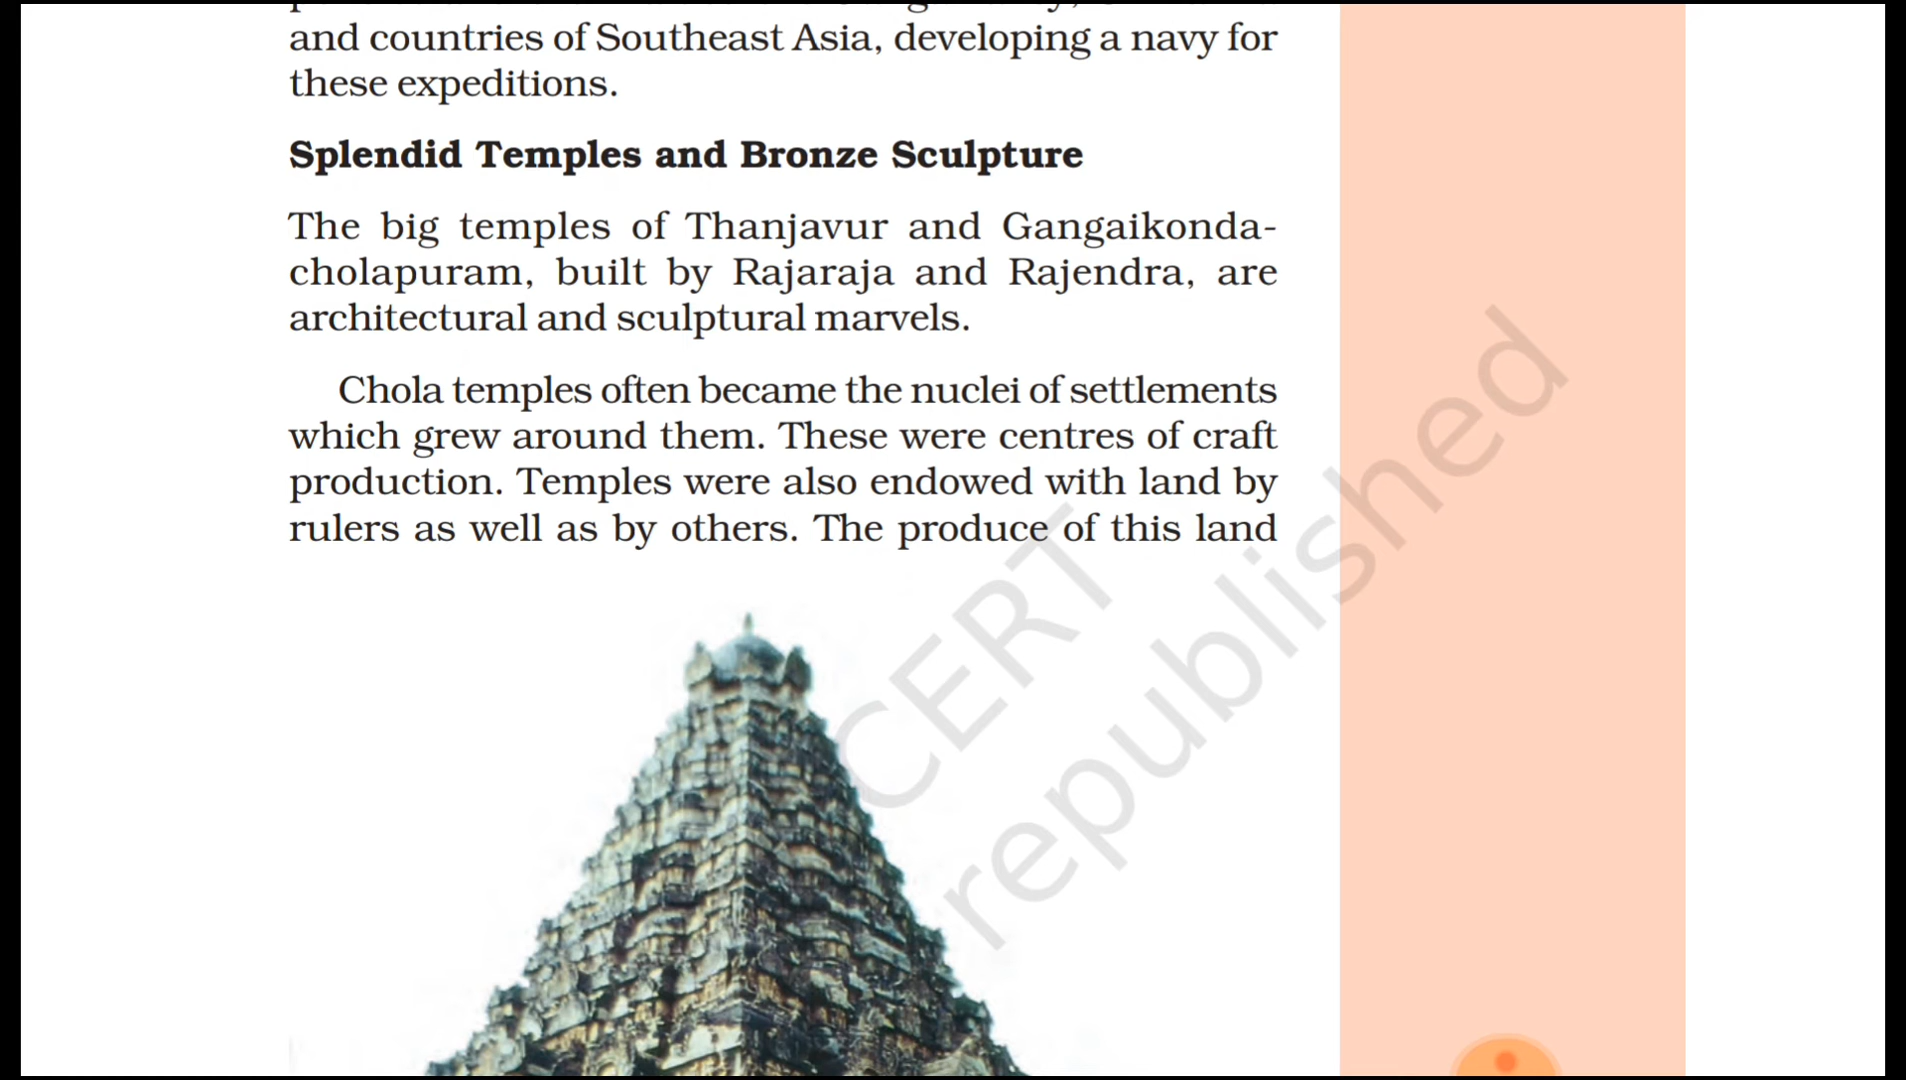 and countries of Southeast Asia, developing a navy for
these expeditions.
Splendid Temples and Bronze Sculpture
The big temples of Thanjavur and Gangaikonda-
cholapuram, built by Rajaraja and Rajendra, are
architectural and sculptural marvels.
Chola temples often became the nuclei of settlements
which grew around them. These were centres of craft
production. Temples were also endowed with land by
rulers as well as by others. The produce of this land
CERT
republished